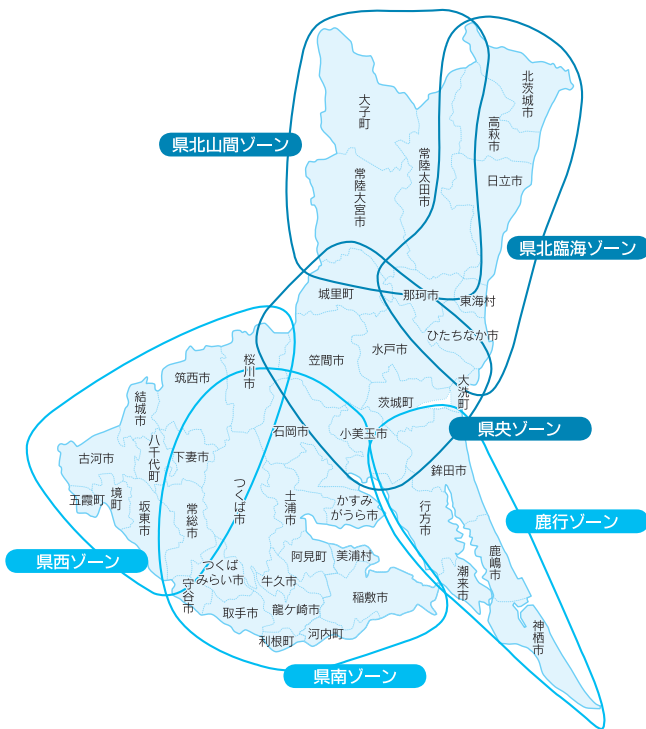 北茨城市
大子町
高萩市
県北山間ゾーン
常陸太田市
常陸大宮市
日立市
県北臨海ゾーン
城里町
那珂市
東海村
ひたちなか市
水戸市
笠間市
桜川市
筑西市
大洗町
茨城町
結城市
県央ゾーン
石岡市
小美玉市
八千代町
下妻市
古河市
鉾田市
つくば市
土浦市
かすみ
がうら市
五霞町
境町
坂東市
常総市
行方市
鹿行ゾーン
県西ゾーン
阿見町
美浦村
鹿嶋市
つくば
みらい市
牛久市
潮来市
守谷市
稲敷市
取手市
龍ケ崎市
河内町
利根町
神栖市
県南ゾーン